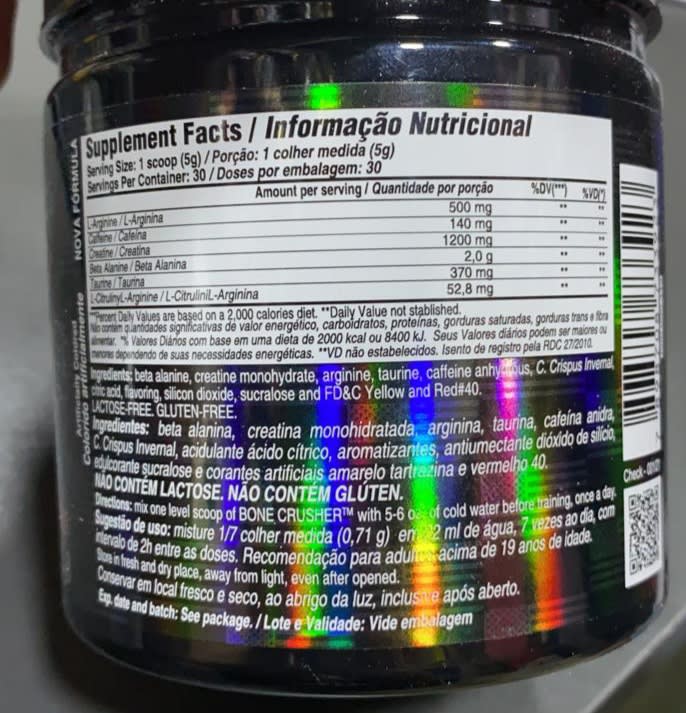 NOVA FÓRMULA
Artificially Colored
Colorido artificialmente
Supplement Facts / Informação Nutricional
Serving Size: 1 scoop (5g) / Porção: 1 colher medida (5g)
Servings Per Container: 30 / Doses por embalagem: 30
Amount per serving / Quantidade por porção %DV(***) %VD(*)
L-Arginine / L-Arginina 500 mg ** **
Caffeine / Cafeína 140 mg ** **
Creatine / Creatina 1200 mg ** **
Beta Alanine / Beta Alanina 2,0 g ** **
Taurine / Taurina 370 mg ** **
L-Citrulinyl-Arginine / L-CitruliniL-Arginina 52,8 mg ** **
***Percent Daily Values are based on a 2,000 calories diet. **Daily Value not stablished.
Não contém quantidades significativas de valor energético, carboidratos, proteínas, gorduras saturadas, gorduras trans e fibra
alimentar. *% Valores Diários com base em uma dieta de 2000 kcal ou 8400 kJ. Seus Valores diários podem ser maiores ou
menores dependendo de suas necessidades energéticas. **VD não estabelecidos. Isento de registro pela RDC 27/2010.
Ingredients: beta alanine, creatine monohydrate, arginine, taurine, caffeine anhydrous, C. Crispus Invernal,
citric acid, flavoring, silicon dioxide, sucralose and FD&C Yellow and Red#40.
LACTOSE-FREE. GLUTEN-FREE.
Ingredientes: beta alanina, creatina monohidratada, arginina, taurina, cafeína anidra,
C. Crispus Invernal, acidulante ácido cítrico, aromatizantes, antiumectante dióxido de silício,
edulcorante sucralose e corantes artificiais amarelo tartrazina e vermelho 40.
NÃO CONTÉM LACTOSE. NÃO CONTÉM GLÚTEN.
Directions: mix one level scoop of BONE CRUSHER™ with 5-6 oz of cold water before training, once a day.
Sugestão de uso: misture 1/7 colher medida (0,71 g) em 2 ml de água, 7 vezes ao dia, com
intervalo de 2h entre as doses. Recomendação para adultos acima de 19 anos de idade.
Store in fresh and dry place, away from light, even after opened.
Conservar em local fresco e seco, ao abrigo da luz, inclusive após aberto.
Exp. date and batch: See package. / Lote e Validade: Vide embalagem